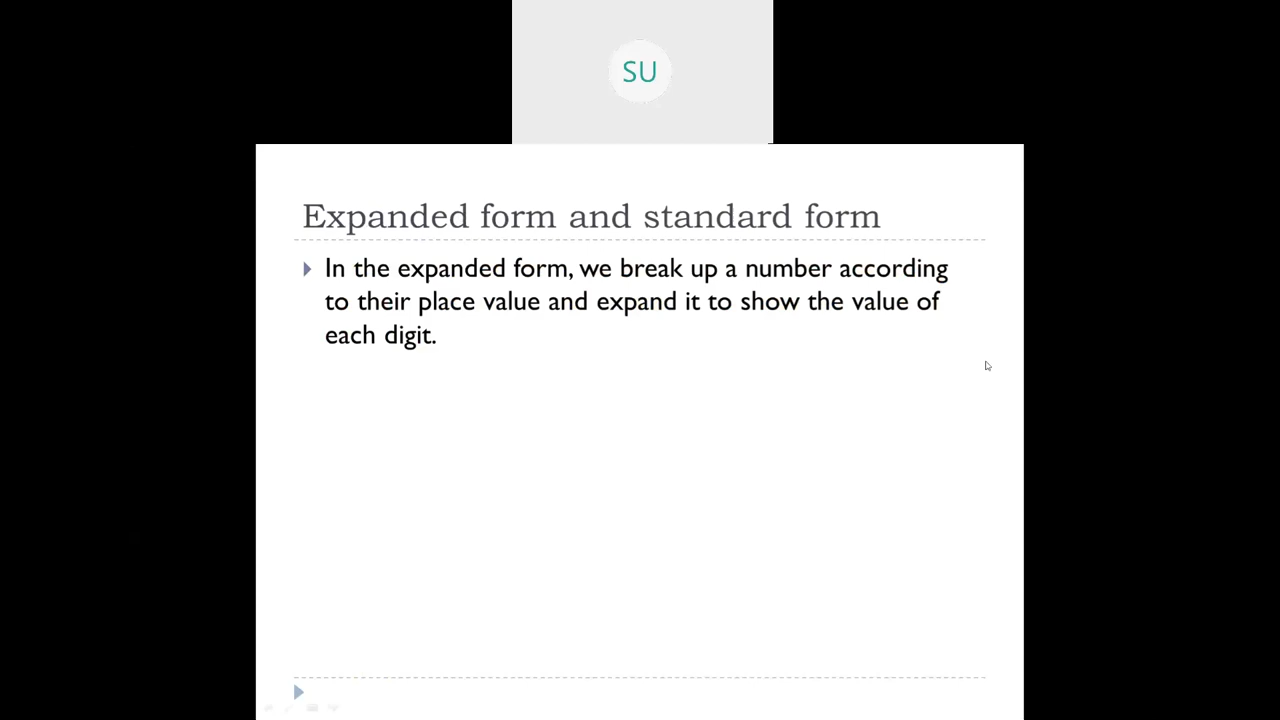 SU
Expanded form and standard form
In the expanded form, we break up a number according
to their place value and expand it to show the value of
each digit.